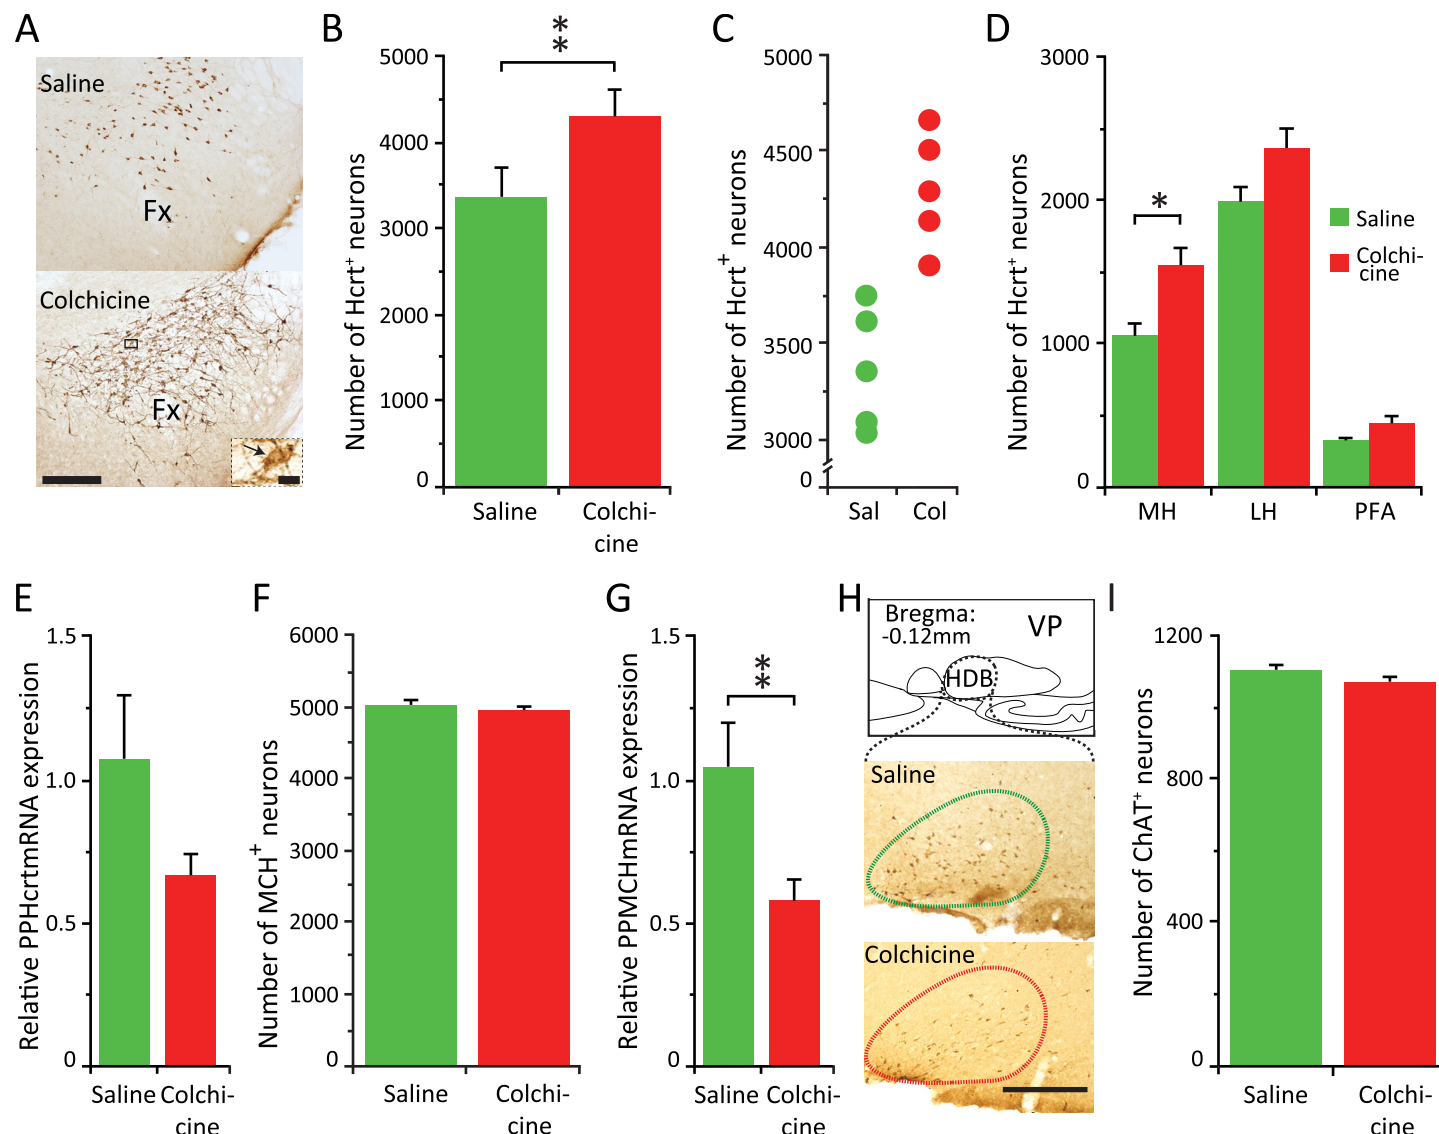 A
Saline
Fx
Colchicine
Fx
B
**
Number of Hcrt+ neurons
5000
4000
3000
2000
1000
0
Saline
Colchi-
cine
C
Number of Hcrt+ neurons
5000
4500
4000
3500
3000
0
Sal
Col
D
Number of Hcrt+ neurons
3000
2000
1000
0
*
MH
LH
PFA
Saline
Colchi-
cine
E
Relative PPHcrtmRNA expression
1.5
1.0
0.5
0
Saline
Colchi-
cine
F
Number of MCH+ neurons
6000
5000
4000
3000
2000
1000
0
Saline
Colchi-
cine
G
Relative PPMCHmRNA expression
1.5
1.0
0.5
0
**
Saline
Colchi-
cine
H
Bregma:
-0.12mm
VP
HDB
Saline
Colchicine
I
Number of ChAT+ neurons
1200
800
400
0
Saline
Colchi-
cine